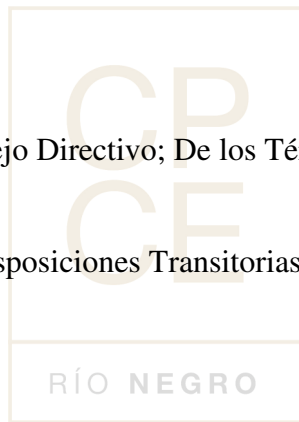 CP
ejo Directivo; De los Té
CE
sposiciones Transitorias
RÍO NEGRO